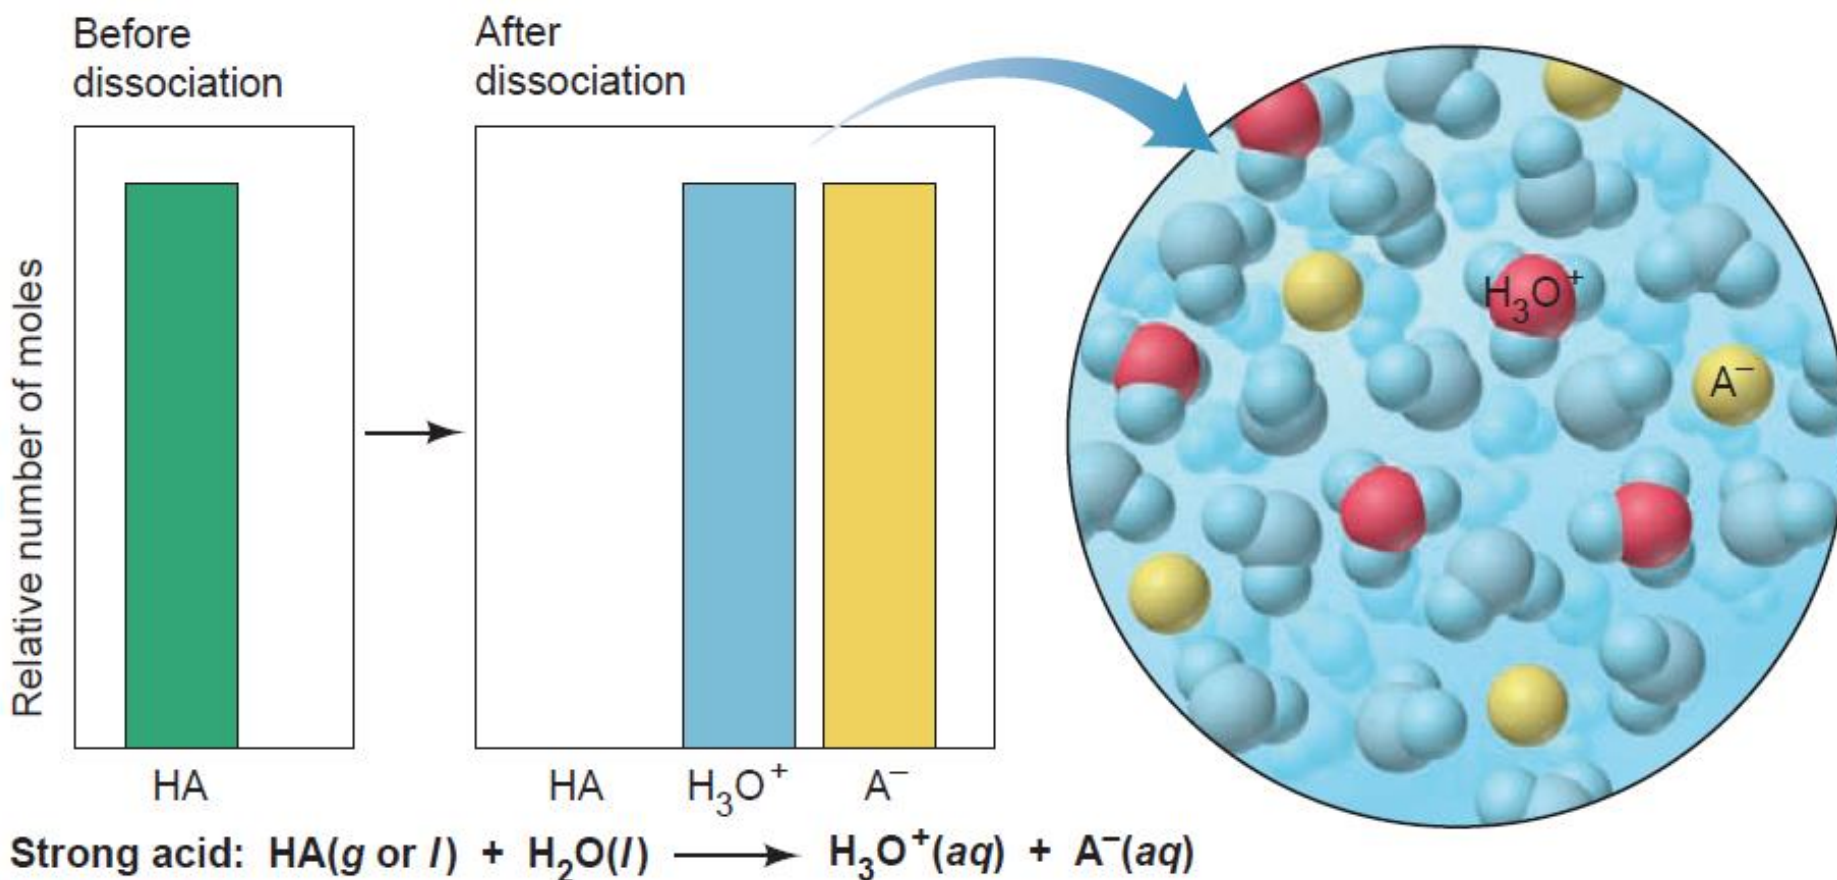 Before
dissociation
After
dissociation
Relative number of moles
HA
HA
H₃O⁺
A⁻
H₃O⁺
A⁻
Strong acid: HA(g or l) + H₂O(l) ⟶ H₃O⁺(aq) + A⁻(aq)